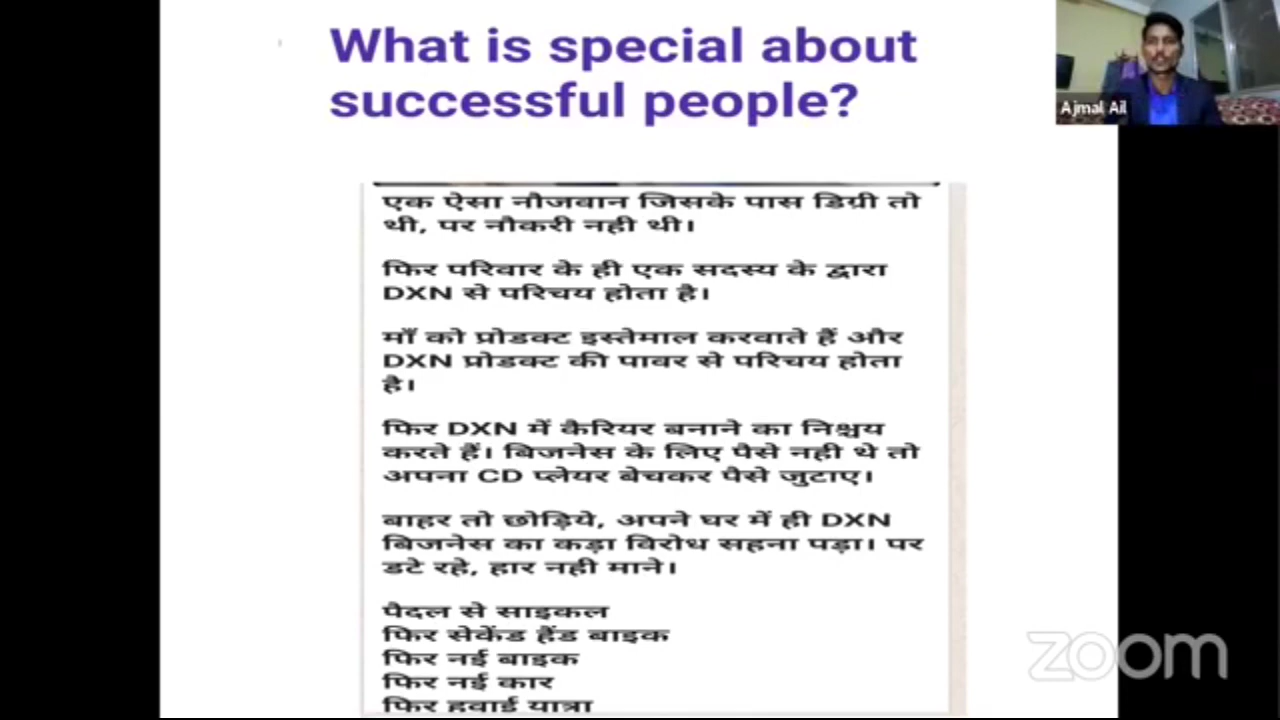 What is special about
successful people?
Ajmal Ail
एक ऐसा नौजवान जिसके पास डिग्री तो
थी, पर नौकरी नही थी।
फिर परिवार के ही एक सदस्य के द्वारा
DXN से परिचय होता है।
माँ को प्रोडक्ट इस्तेमाल करवाते हैं और
DXN प्रोडक्ट की पावर से परिचय होता
है।
फिर DXN में कैरियर बनाने का निश्चय
करते हैं। बिजनेस के लिए पैसे नही थे तो
अपना CD प्लेयर बेचकर पैसे जुटाए।
बाहर तो छोड़िये, अपने घर में ही DXN
बिजनेस का कड़ा विरोध सहना पड़ा। पर
डटे रहे, हार नही माने।
पैदल से साइकल
फिर सेकेंड हैंड बाइक
फिर नई बाइक
फिर नई कार
फिर हवाई यात्रा
zoom